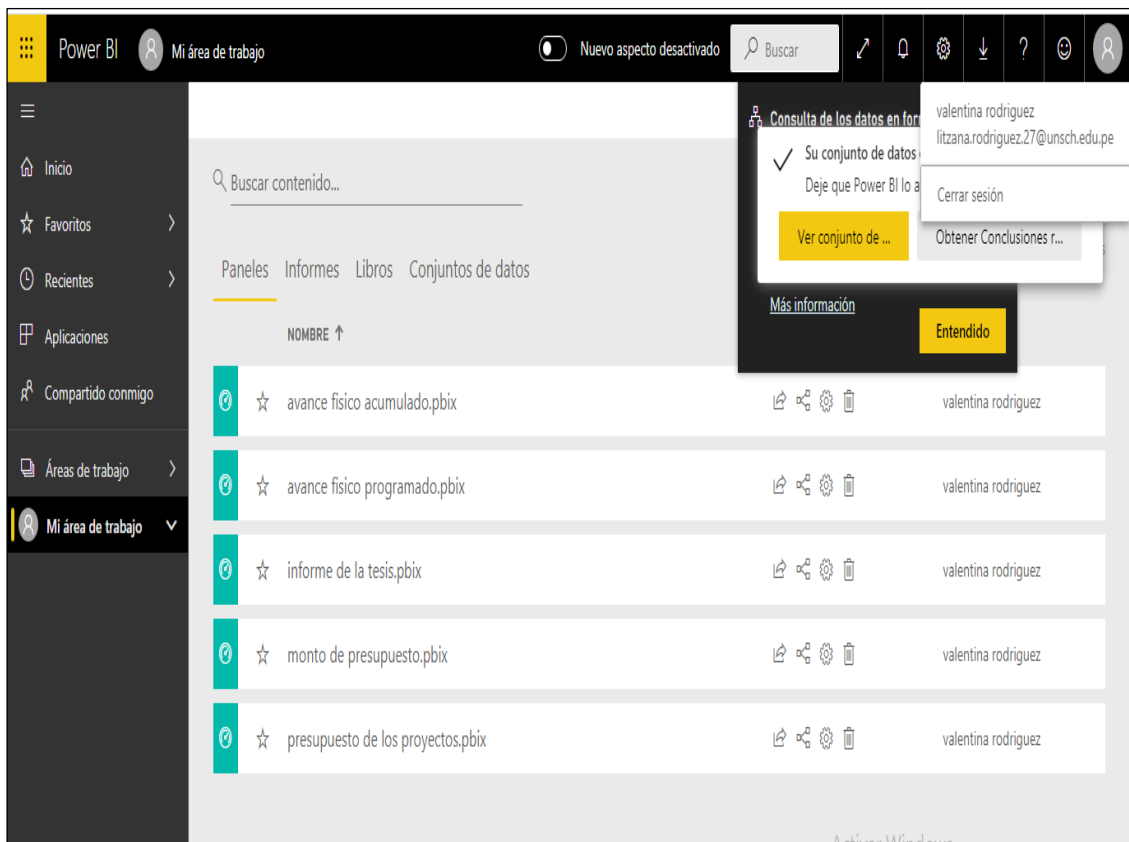 Power BI Mi área de trabajo Nuevo aspecto desactivado Buscar
valentina rodriguez
litzana.rodriguez.27@unsch.edu.pe
Cerrar sesión
Consulta de los datos en
Su conjunto de datos
Deje que Power BI lo
Ver conjunto de ... Obtener Conclusiones r...
Más información
Entendido
Inicio
Favoritos
Recientes
Aplicaciones
Compartido conmigo
Áreas de trabajo
Mi área de trabajo
Buscar contenido...
Paneles Informes Libros Conjuntos de datos
NOMBRE
avance fisico acumulado.pbix valentina rodriguez
avance fisico programado.pbix valentina rodriguez
informe de la tesis.pbix valentina rodriguez
monto de presupuesto.pbix valentina rodriguez
presupuesto de los proyectos.pbix valentina rodriguez